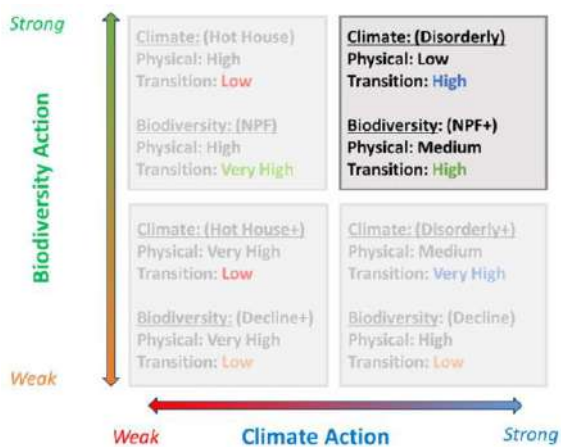 Strong
Biodiversity Action
Weak
Climate: (Hot House)
Physical: High
Transition: Low
Biodiversity: (NPF)
Physical: High
Transition: Very High
Climate: (Disorderly)
Physical: Low
Transition: High
Biodiversity: (NPF+)
Physical: Medium
Transition: High
Climate: (Hot House+)
Physical: Very High
Transition: Low
Biodiversity: (Decline+)
Physical: Very High
Transition: Low
Climate: (Disorderly+)
Physical: Medium
Transition: Very High
Biodiversity: (Decline)
Physical: High
Transition: Low
Weak
Climate Action
Strong